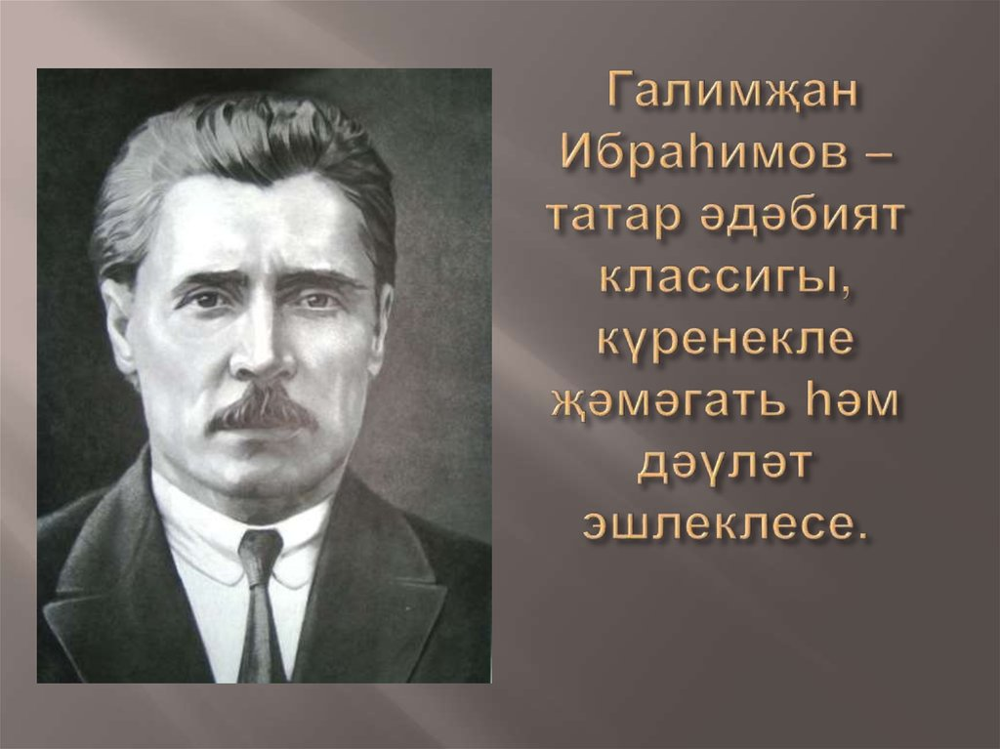 Галимҗан
Ибраһимов –
татар әдәбият
классигы,
күренекле
җәмәгать һәм
дәүләт
эшлеклесе.